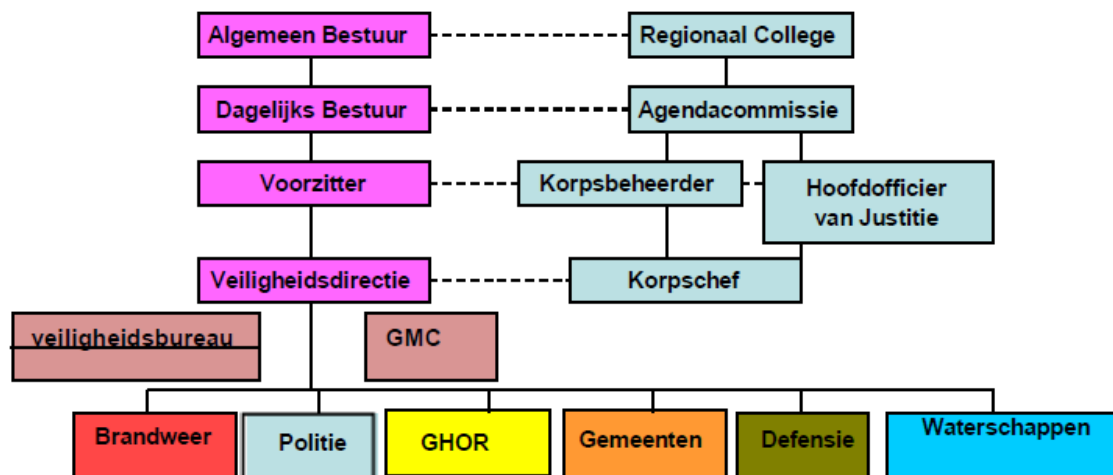 Algemeen Bestuur
Regionaal College
Dagelijks Bestuur
Agendacommissie
Voorzitter
Korpsbeheerder
Hoofdofficier
van Justitie
Veiligheidsdirectie
Korpschef
veiligheidsbureau
GMC
Brandweer
Politie
GHOR
Gemeenten
Defensie
Waterschappen